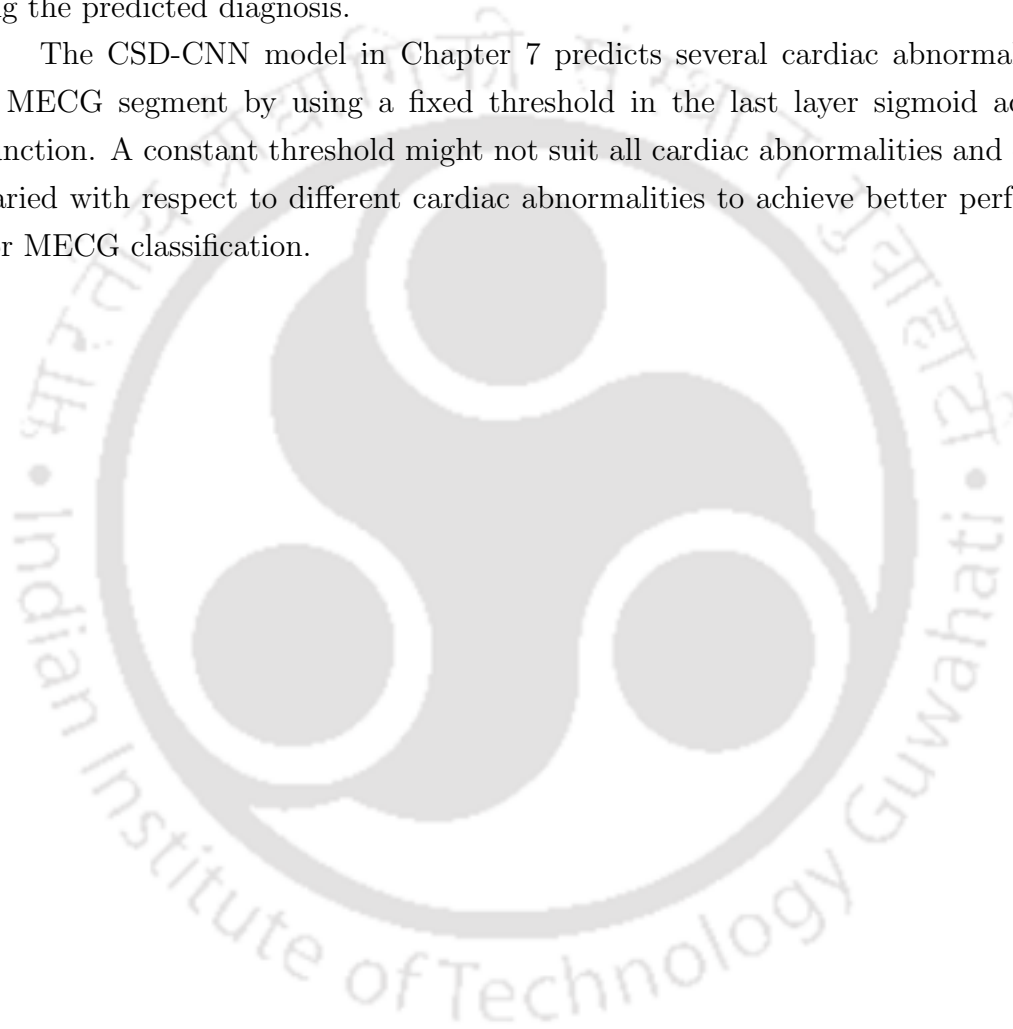 ng the predicted diagnosis.
The CSD-CNN model in Chapter 7 predicts several cardiac abnorma
MECG segment by using a fixed threshold in the last layer sigmoid ac
nction. A constant threshold might not suit all cardiac abnormalities and
aried with respect to different cardiac abnormalities to achieve better perf
r MECG classification.
भारतीय प्रौद्योगिकी संस्थान गुवाहाटी
Indian Institute of Technology Guwahati